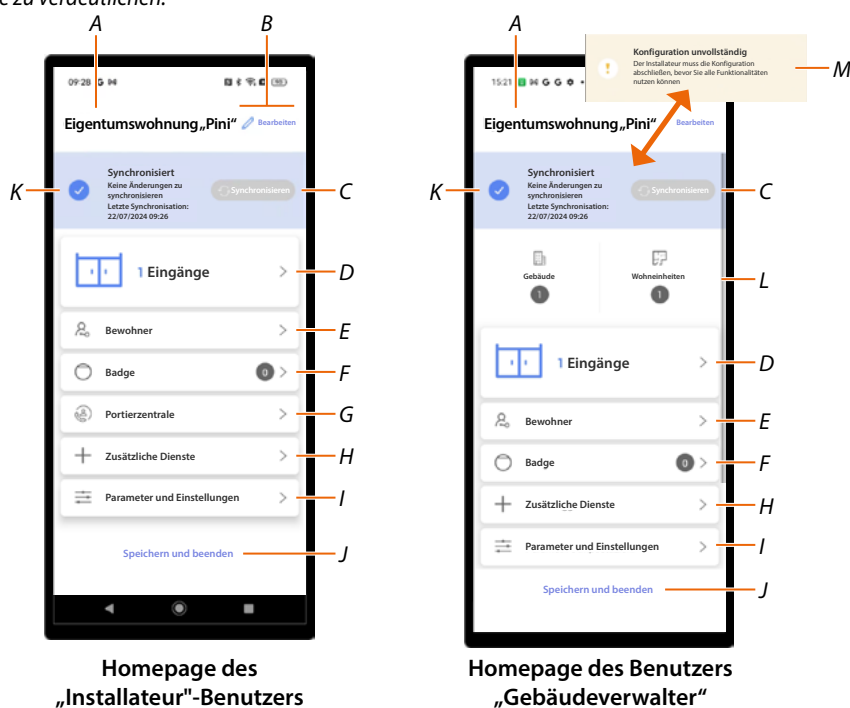 e zu verdeutlichen.
A
B
09:28
Eigentumswohnung„Pini“
Bearbeiten
K
Synchronisiert
Keine Änderungen zu
synchronisieren
Letzte Synchronisation:
22/07/2024 09:26
Synchronisieren
C
1 Eingänge
D
Bewohner
E
Badge
0
F
Portierzentrale
G
Zusätzliche Dienste
H
Parameter und Einstellungen
I
Speichern und beenden
J
Homepage des
„Installateur"-Benutzers
A
Konfiguration unvollständig
Der Installateur muss die Konfiguration
abschließen, bevor Sie alle Funktionalitäten
nutzen können
M
15:21 G G
Eigentumswohnung„Pini“
Bearbeiten
K
Synchronisiert
Keine Änderungen zu
synchronisieren
Letzte Synchronisation:
22/07/2024 09:26
Synchronisieren
C
Gebäude
1
Wohneinheiten
1
L
1 Eingänge
D
Bewohner
E
Badge
0
F
Zusätzliche Dienste
H
Parameter und Einstellungen
I
Speichern und beenden
J
Homepage des Benutzers
„Gebäudeverwalter“